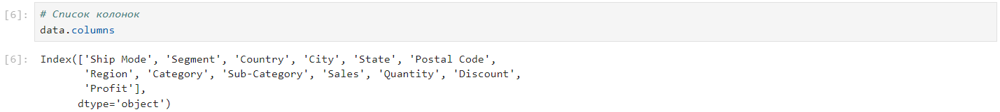 [6]: # Список колонок
data.columns
[6]: Index(['Ship Mode', 'Segment', 'Country', 'City', 'State', 'Postal Code',
'Region', 'Category', 'Sub-Category', 'Sales', 'Quantity', 'Discount',
'Profit'],
dtype='object')